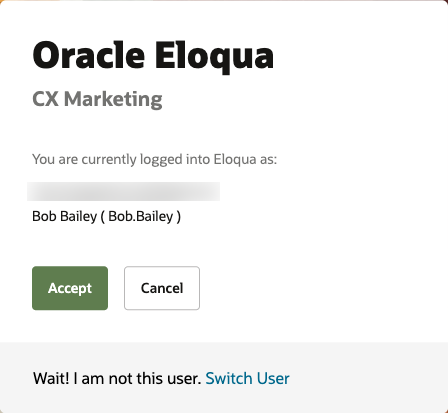 Oracle Eloqua
CX Marketing
You are currently logged into Eloqua as:
Bob Bailey ( Bob.Bailey )
Accept
Cancel
Wait! I am not this user. Switch User